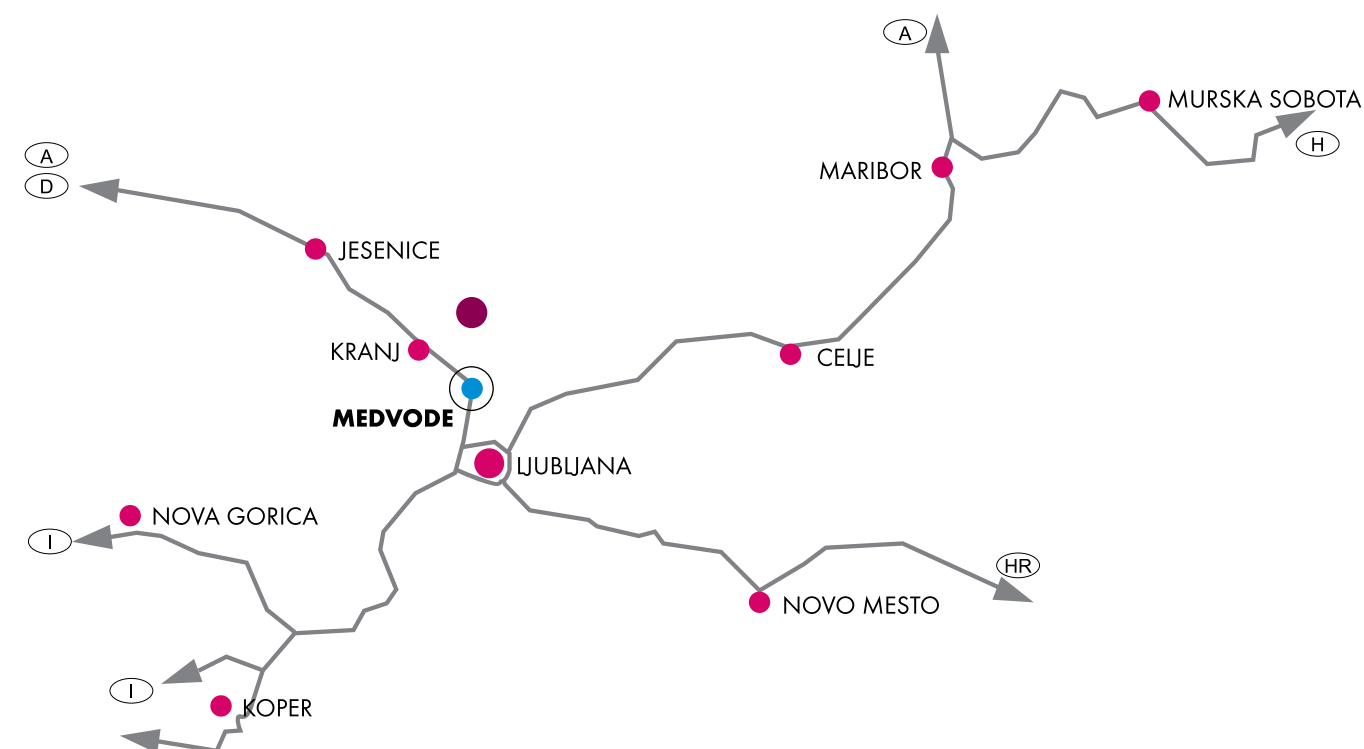 A
MURSKA SOBOTA
H
A
D
MARIBOR
JESENICE
KRANJ
CELJE
MEDVODE
LJUBLJANA
NOVA GORICA
I
HR
NOVO MESTO
I
KOPER